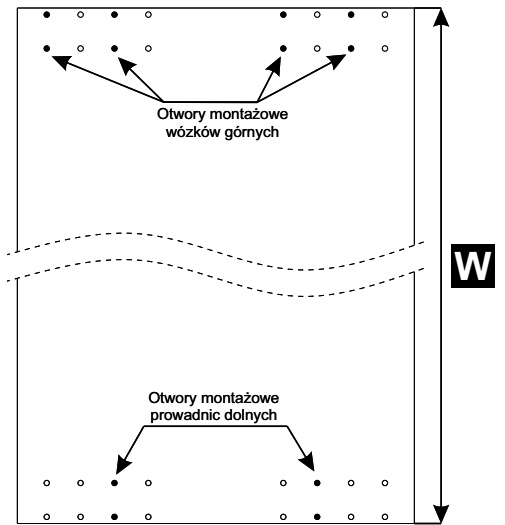 Otwory montażowe
wózków górnych
W
Otwory montażowe
prowadnic dolnych